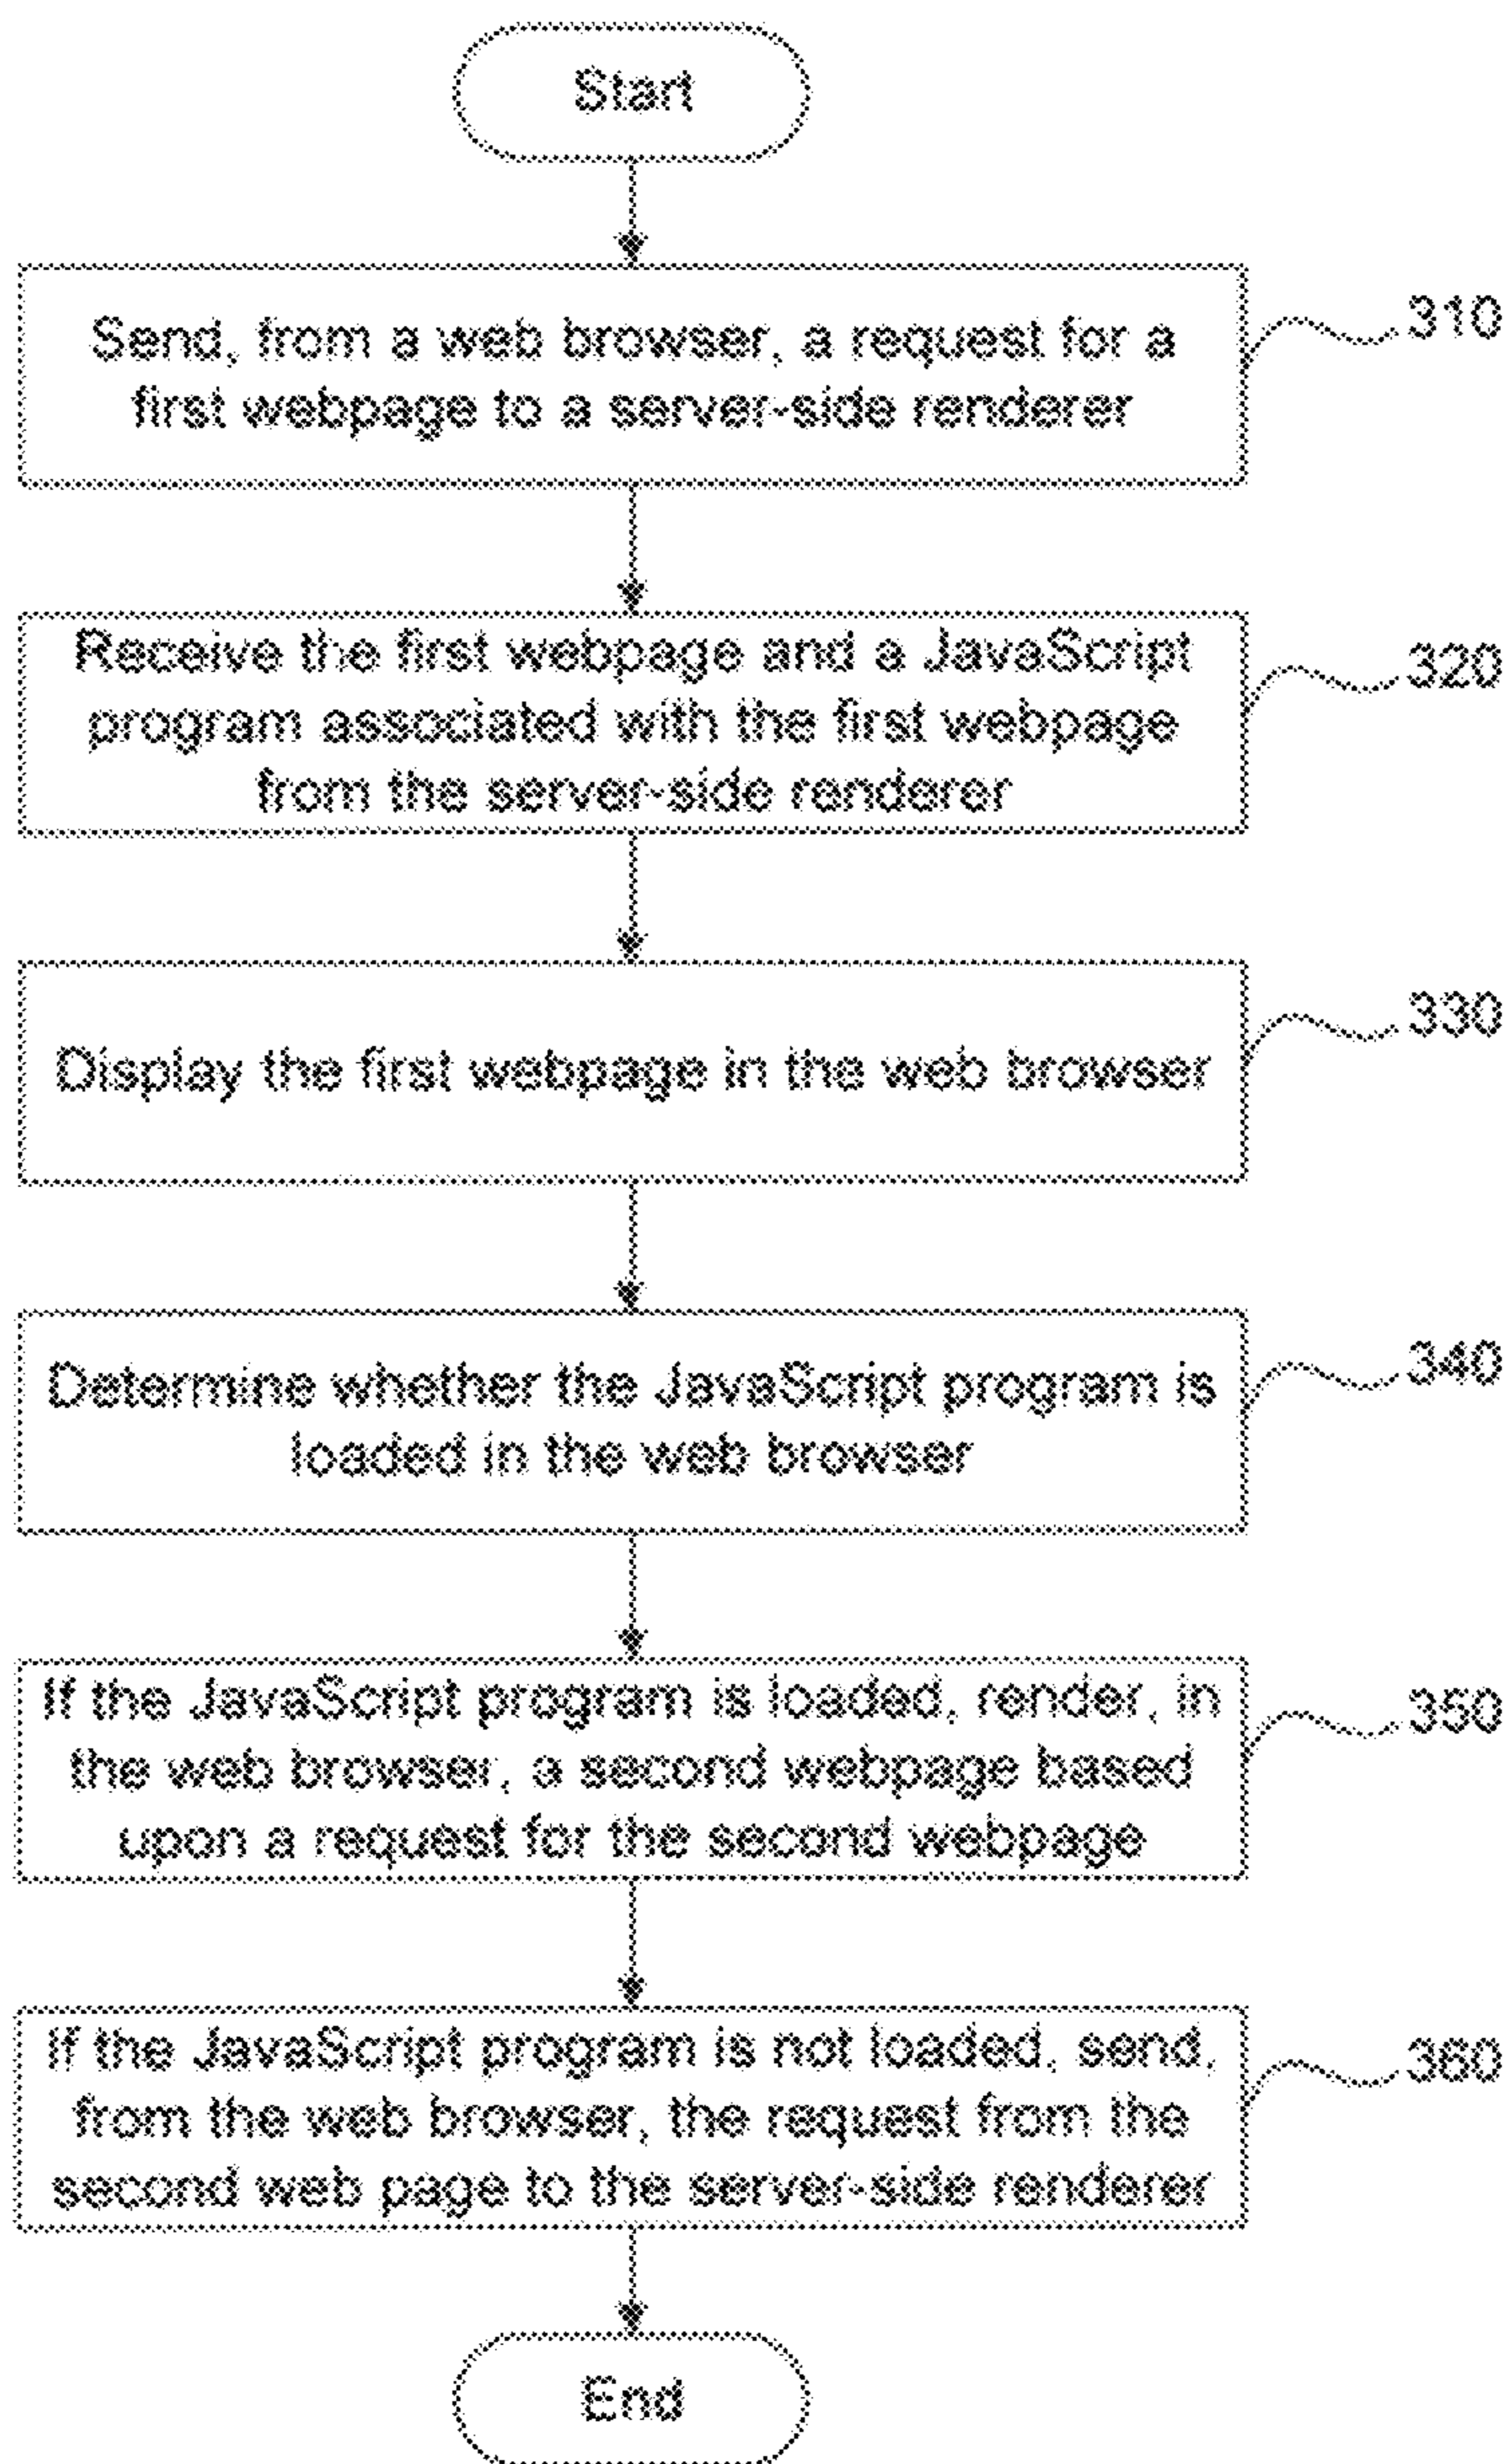 Start
Send, from a web browser, a request for a
first webpage to a server-side renderer
310
Receive the first webpage and a JavaScript
program associated with the first webpage
from the server-side renderer
320
Display the first webpage in the web browser
330
Determine whether the JavaScript program is
loaded in the web browser
340
If the JavaScript program is loaded, render, in
the web browser, a second webpage based
upon a request for the second webpage
350
If the JavaScript program is not loaded, send,
from the web browser, the request from the
second web page to the server-side renderer
360
End